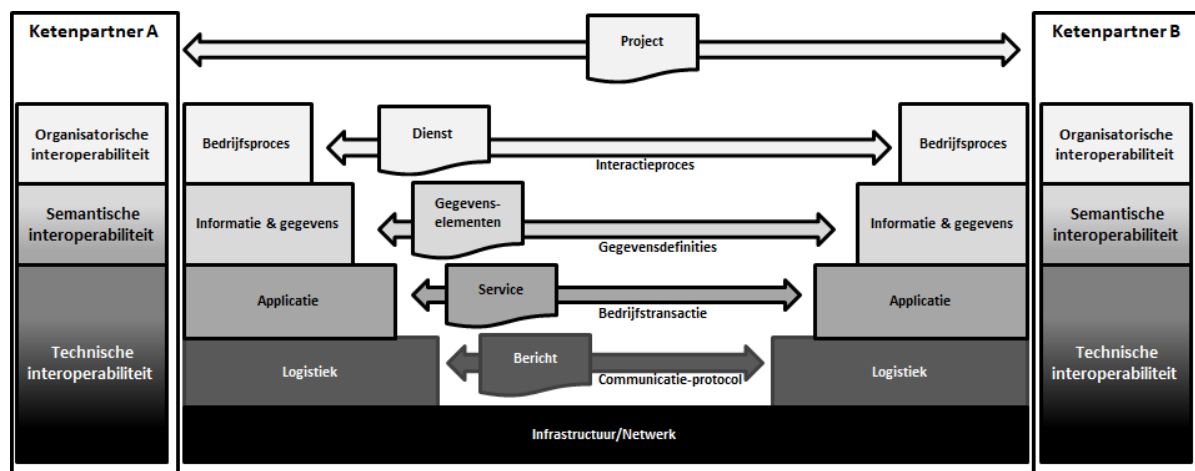 Ketenpartner A
Project
Ketenpartner B
Organisatorische
interoperabiliteit
Bedrijfsproces
Dienst
Interactieproces
Bedrijfsproces
Organisatorische
interoperabiliteit
Semantische
interoperabiliteit
Informatie & gegevens
Gegevens-
elementen
Gegevensdefinities
Informatie & gegevens
Semantische
interoperabiliteit
Applicatie
Service
Bedrijfstransactie
Applicatie
Technische
interoperabiliteit
Logistiek
Bericht
Communicatie-protocol
Logistiek
Technische
interoperabiliteit
Infrastructuur/Netwerk